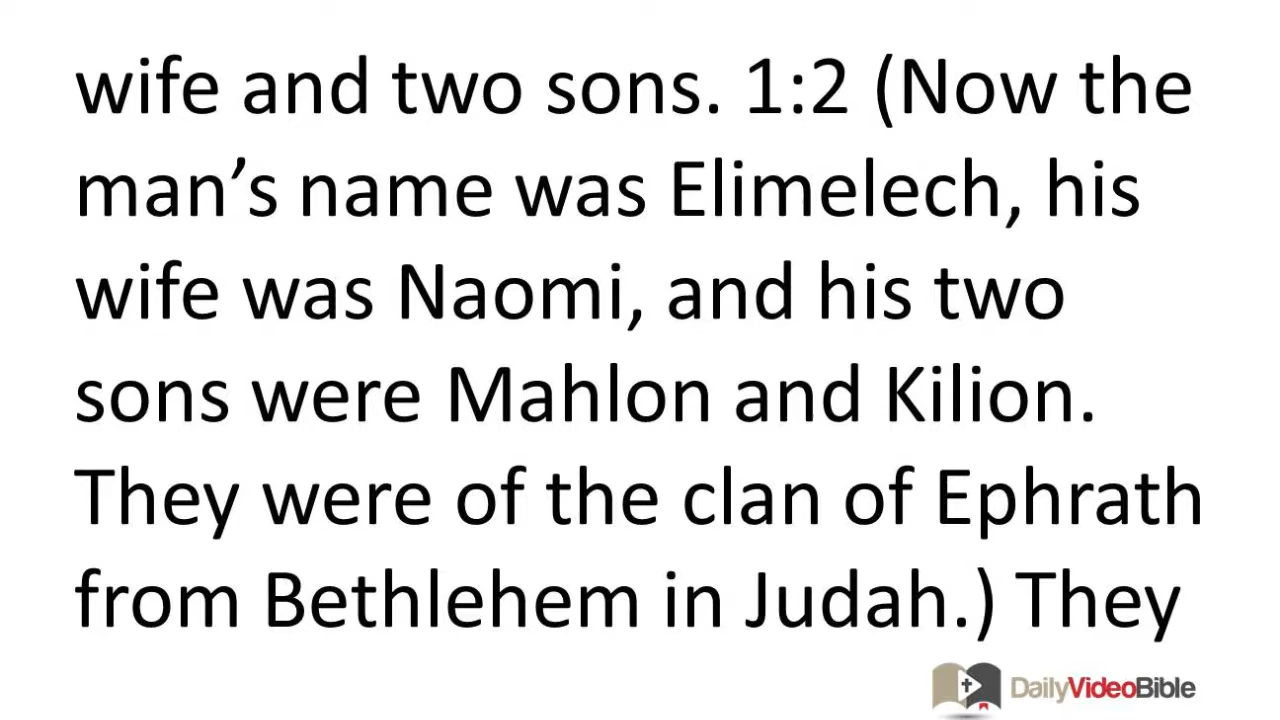 wife and two sons. 1:2 (Now the
man’s name was Elimelech, his
wife was Naomi, and his two
sons were Mahlon and Kilion.
They were of the clan of Ephrath
from Bethlehem in Judah.) They
DailyVideoBible